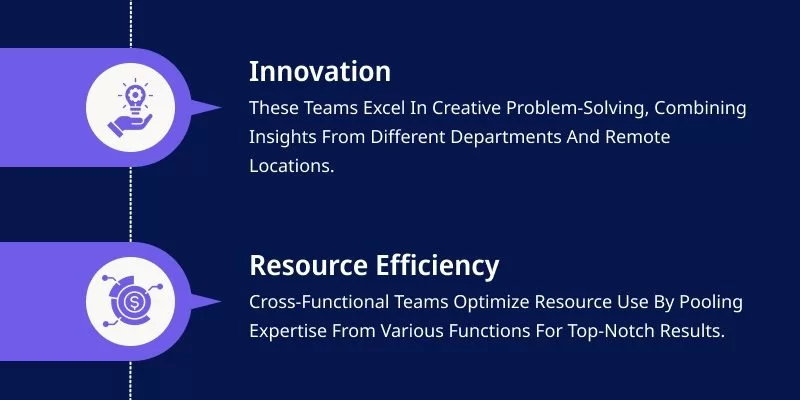 Innovation
These Teams Excel In Creative Problem-Solving, Combining
Insights From Different Departments And Remote
Locations.
Resource Efficiency
Cross-Functional Teams Optimize Resource Use By Pooling
Expertise From Various Functions For Top-Notch Results.